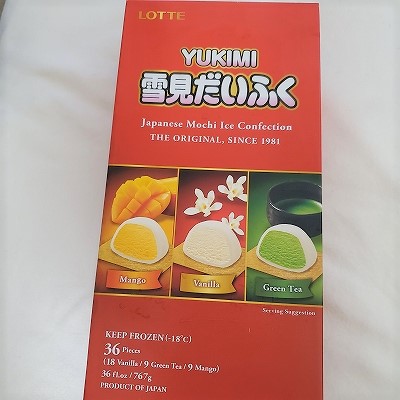 LOTTE
YUKIMI
雪見だいふく
Japanese Mochi Ice Confection
THE ORIGINAL, SINCE 1981
Mango
Vanilla
Green Tea
Serving Suggestion
KEEP FROZEN (-18°C)
36 Pieces
(18 Vanilla / 9 Green Tea / 9 Mango)
36 fl.oz / 767g
PRODUCT OF JAPAN